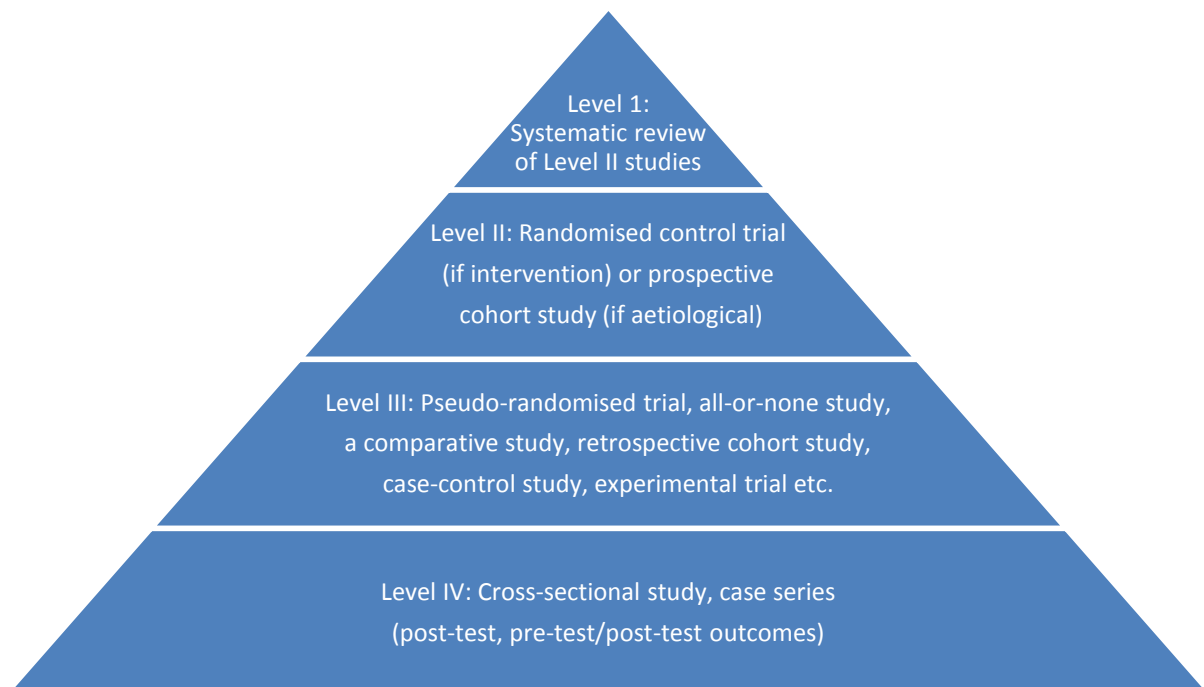 Level 1:
Systematic review
of Level II studies
Level II: Randomised control trial
(if intervention) or prospective
cohort study (if aetiological)
Level III: Pseudo-randomised trial, all-or-none study,
a comparative study, retrospective cohort study,
case-control study, experimental trial etc.
Level IV: Cross-sectional study, case series
(post-test, pre-test/post-test outcomes)